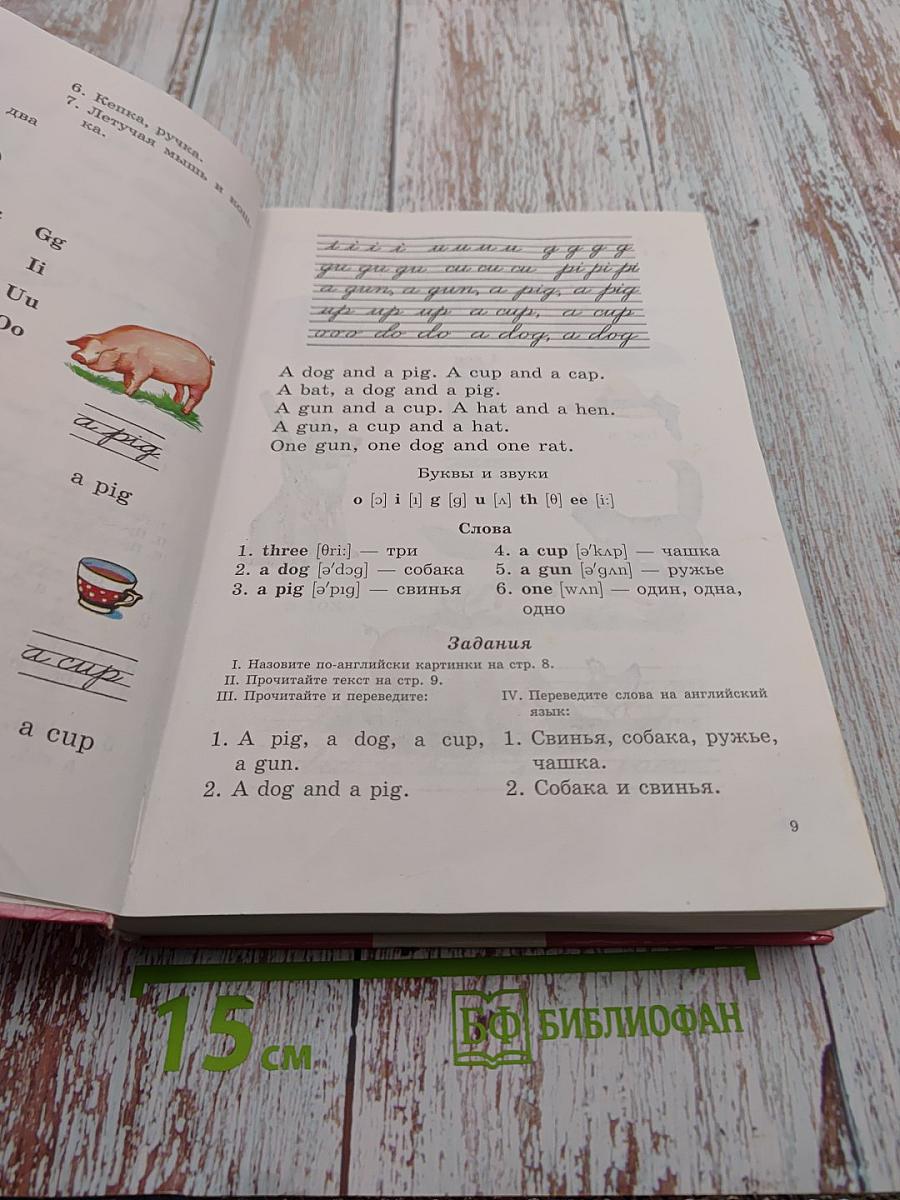 6. Кепка, ручка.
7. Летучая мышь и кош
ка.
два
Gg
Ii
Uu
Oo
a pig
a pig
a cup
a cup
i i i i и и и и g g g g
gu gu gu cu cu cu pi pi pi
a gun, a gun, a pig, a pig
up up up a cup, a cup
o o o do do a dog, a dog
A dog and a pig. A cup and a cap.
A bat, a dog and a pig.
A gun and a cup. A hat and a hen.
A gun, a cup and a hat.
One gun, one dog and one rat.
Буквы и звуки
o [ɔ] i [ɪ] g [g] u [ʌ] th [θ] ee [i:]
Слова
1. three [θri:] — три
2. a dog [ə'dɔg] — собака
3. a pig [ə'pɪg] — свинья
4. a cup [ə'kʌp] — чашка
5. a gun [ə'gʌn] — ружье
6. one [wʌn] — один, одна,
одно
Задания
I. Назовите по-английски картинки на стр. 8.
II. Прочитайте текст на стр. 9.
III. Прочитайте и переведите:
1. A pig, a dog, a cup,
a gun.
2. A dog and a pig.
IV. Переведите слова на английский
язык:
1. Свинья, собака, ружье,
чашка.
2. Собака и свинья.
9
15 см
БФ БИБЛИОФАН